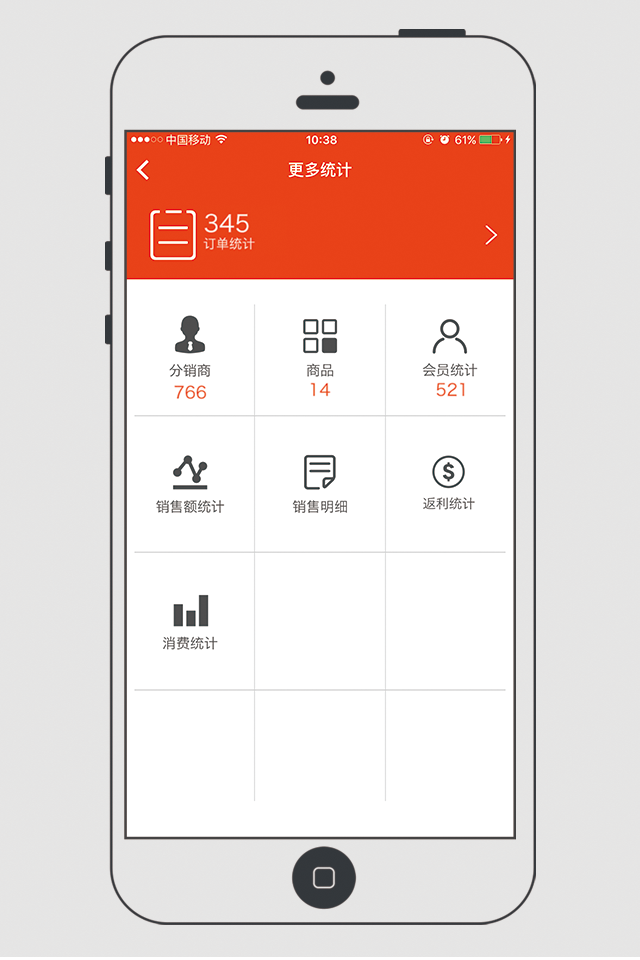 中国移动 10:38 61%
更多统计
345
订单统计
分销商 商品 会员统计
766 14 521
销售额统计 销售明细 返利统计
消费统计